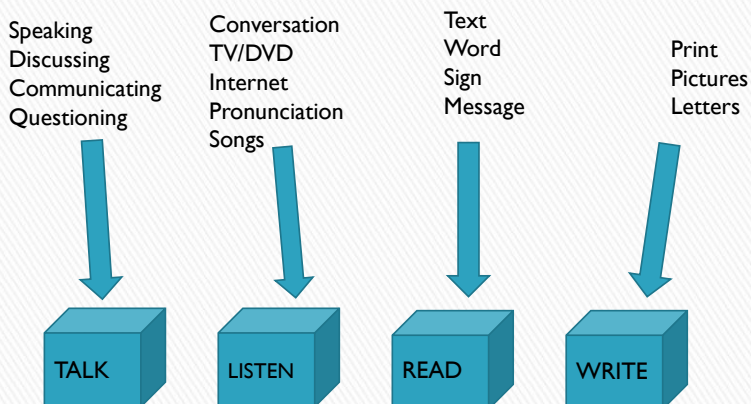 Speaking
Discussing
Communicating
Questioning
Conversation
TV/DVD
Internet
Pronunciation
Songs
Text
Word
Sign
Message
Print
Pictures
Letters
TALK
LISTEN
READ
WRITE